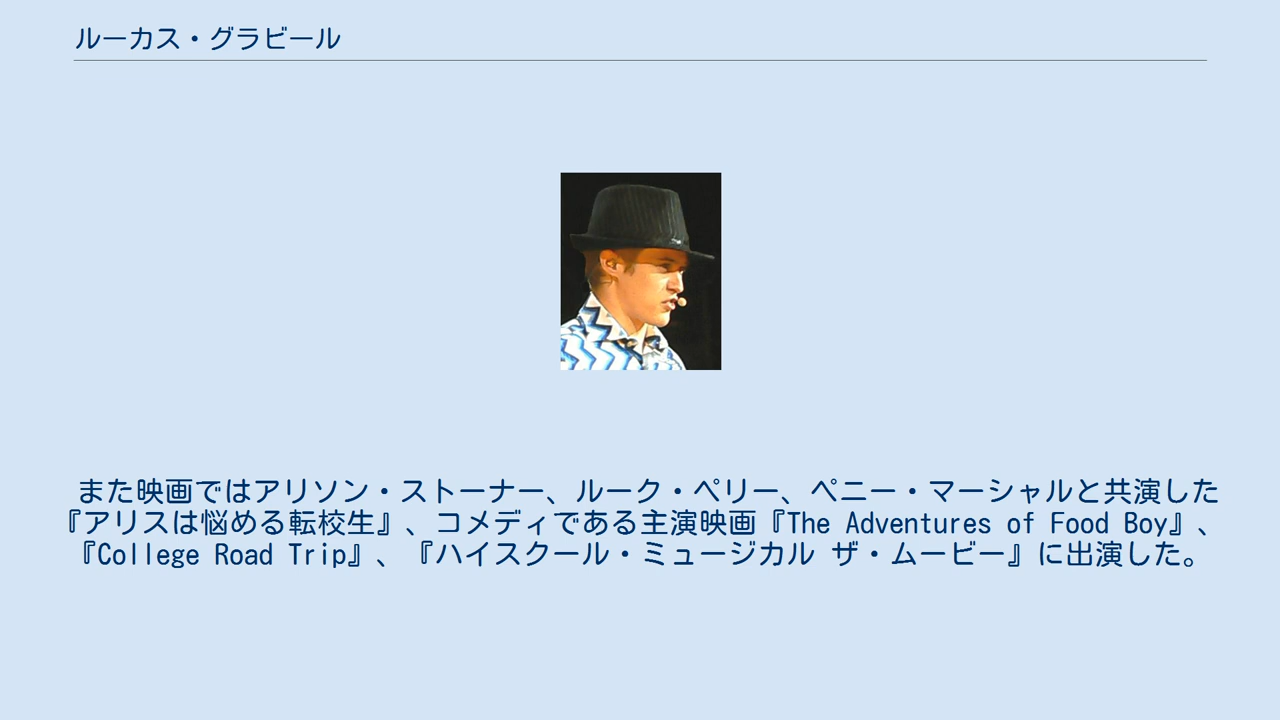 ルーカス・グラビール
また映画ではアリソン・ストーナー、ルーク・ペリー、ペニー・マーシャルと共演した
『アリスは悩める転校生』、コメディである主演映画『The Adventures of Food Boy』、
『College Road Trip』、『ハイスクール・ミュージカル ザ・ムービー』に出演した。